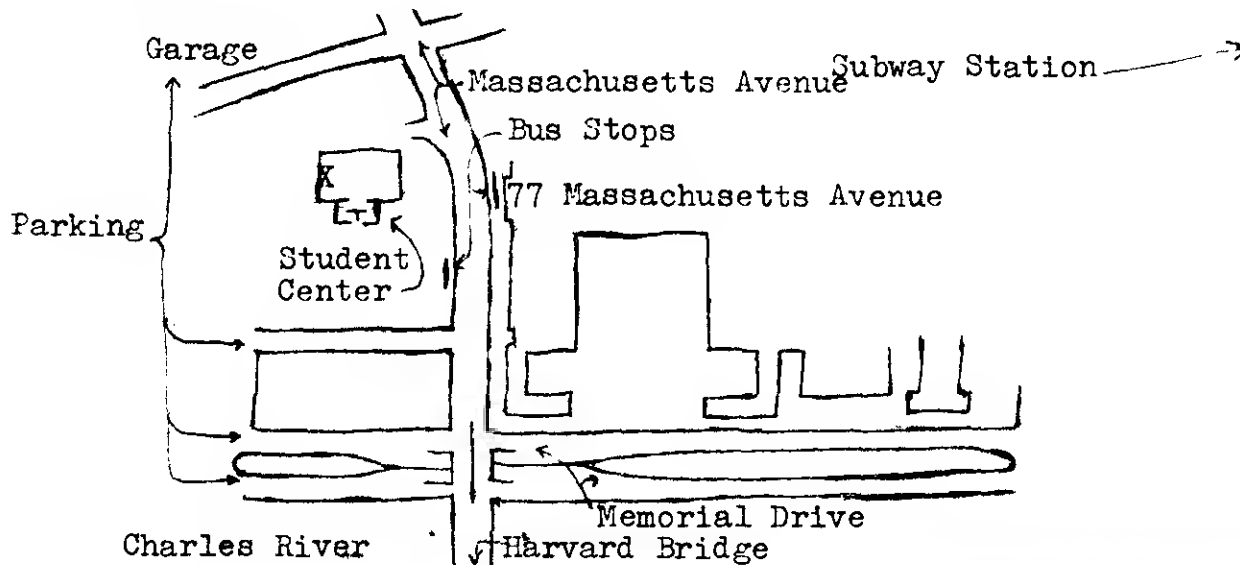 Garage
Subway Station
Massachusetts Avenue
Bus Stops
X
77 Massachusetts Avenue
Parking
T
Student
Center
Memorial Drive
Charles River
Harvard Bridge